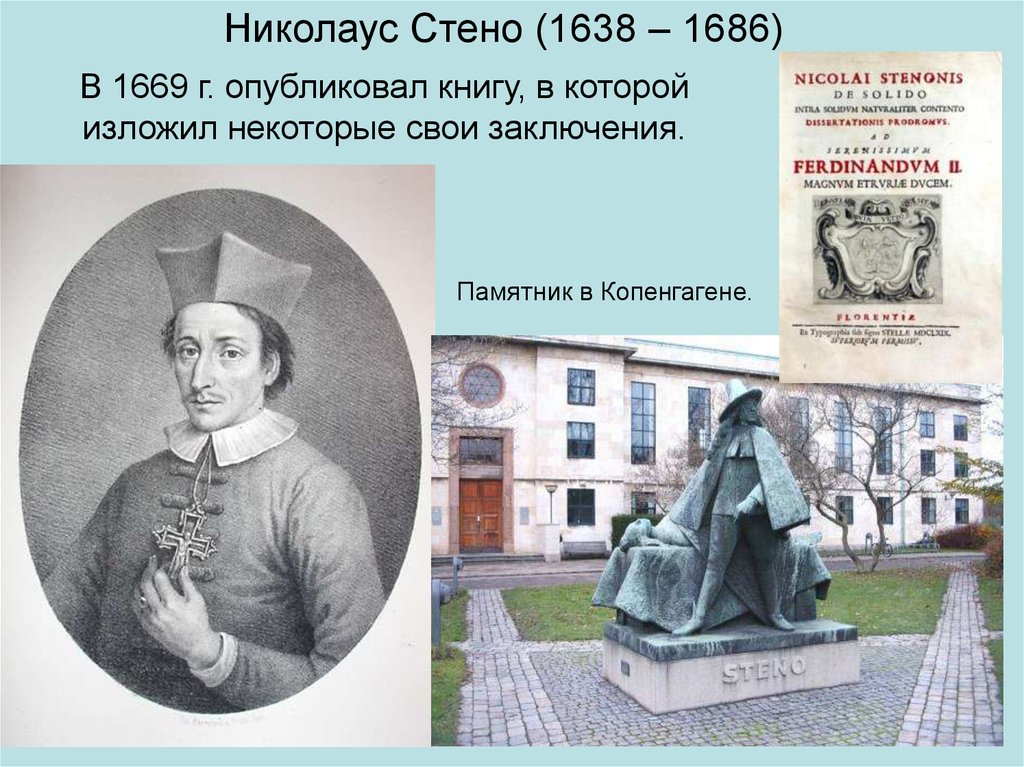 Николаус Стено (1638 – 1686)
В 1669 г. опубликовал книгу, в которой
изложил некоторые свои заключения.
NICOLAI STENONIS
DE SOLIDO
INTRA SOLIDVM NATVRALITER CONTENTO
DISSERTATIONIS PRODROMVS.
AD
SERENISSIMVM
FERDINANDVM II.
MAGNVM ETRVRIÆ DVCEM.
FLORENTIÆ
Ex Typographia sub signo STELLÆ MDCLXIX.
SVPERIORVM PERMISSV.
Памятник в Копенгагене.
STENO